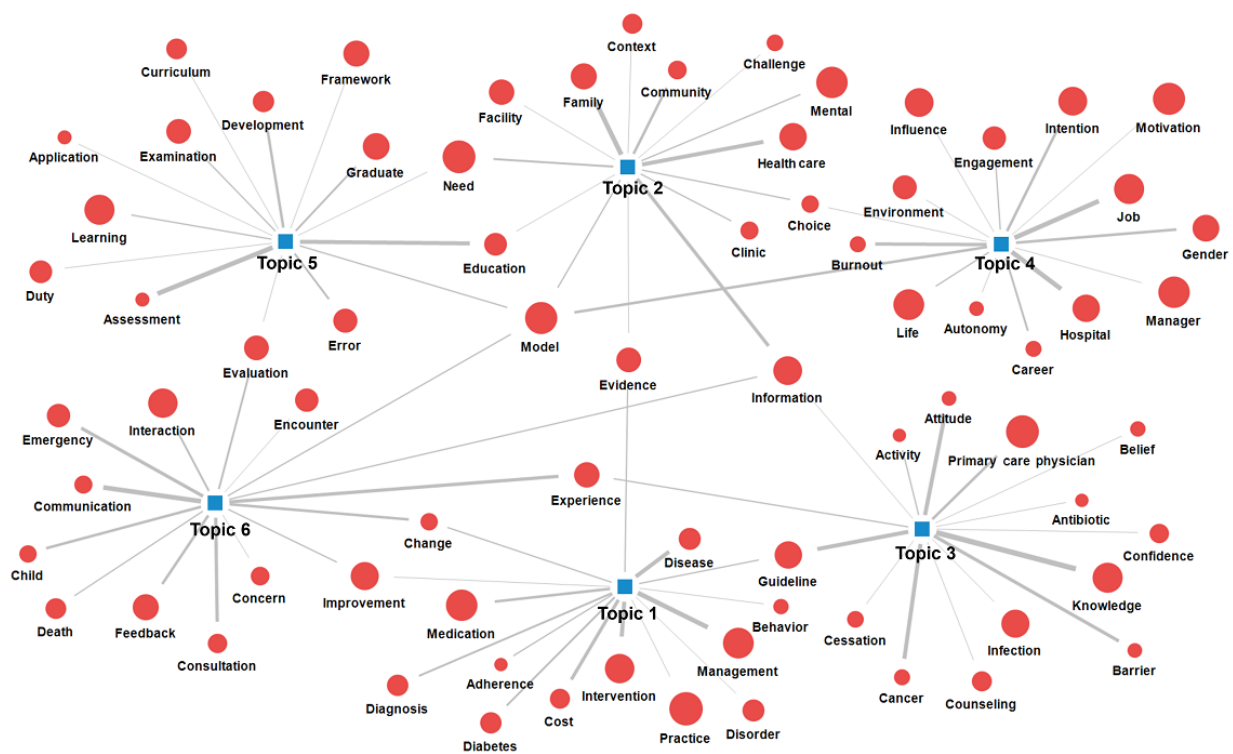 Context
Challenge
Curriculum
Framework
Family
Community
Mental
Facility
Development
Influence
Intention
Motivation
Application
Examination
Graduate
Need
Health care
Engagement
Topic 2
Learning
Environment
Job
Choice
Topic 5
Education
Clinic
Burnout
Topic 4
Gender
Duty
Assessment
Error
Model
Life
Autonomy
Hospital
Manager
Evaluation
Evidence
Information
Career
Emergency
Interaction
Encounter
Attitude
Activity
Primary care physician
Belief
Communication
Experience
Antibiotic
Topic 6
Change
Disease
Guideline
Topic 3
Confidence
Child
Concern
Improvement
Topic 1
Behavior
Knowledge
Death
Feedback
Medication
Cessation
Infection
Consultation
Management
Barrier
Adherence
Intervention
Cancer
Counseling
Diagnosis
Cost
Practice
Disorder
Diabetes